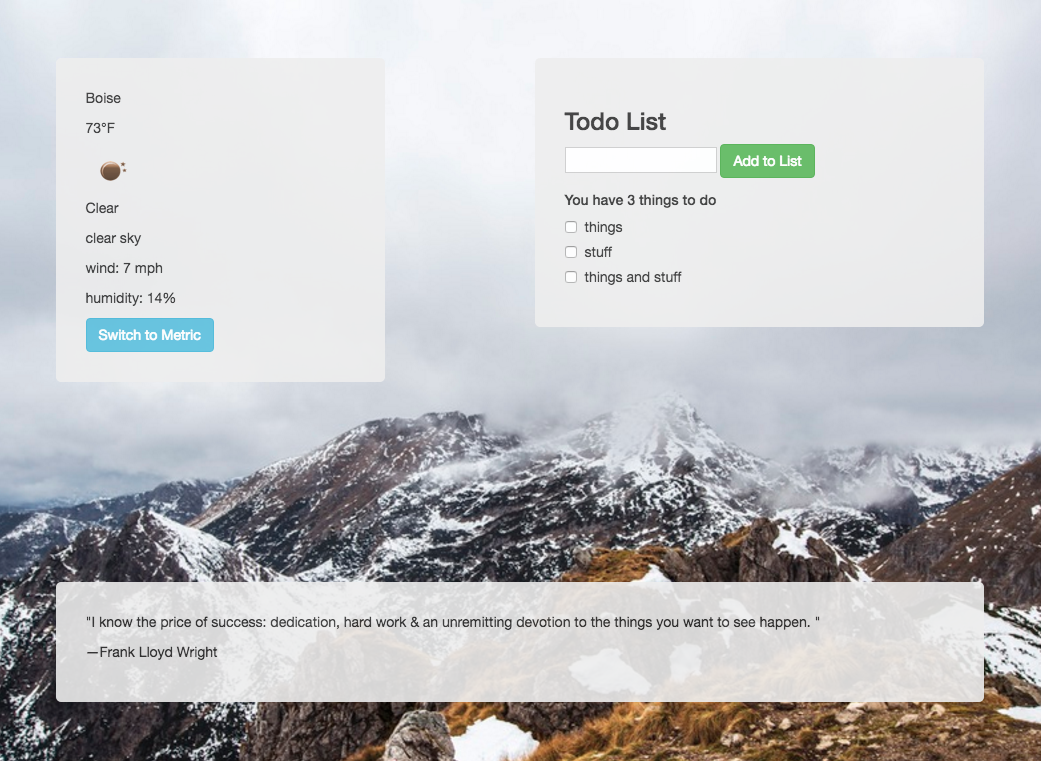 Boise
73°F
Clear
clear sky
wind: 7 mph
humidity: 14%
Switch to Metric
Todo List
Add to List
You have 3 things to do
things
stuff
things and stuff
"I know the price of success: dedication, hard work & an unremitting devotion to the things you want to see happen. "
—Frank Lloyd Wright